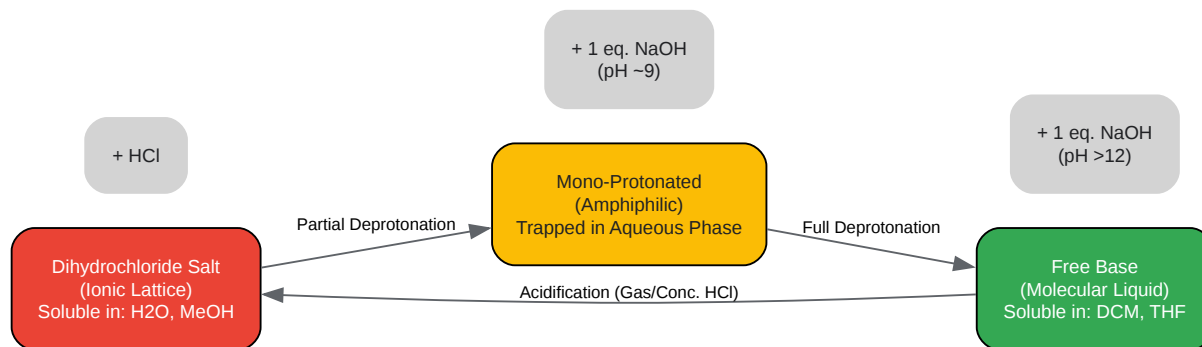 + 1 eq. NaOH
(pH ~9)
+ 1 eq. NaOH
(pH >12)
+ HCl
Mono-Protonated
(Amphiphilic)
Trapped in Aqueous Phase
Partial Deprotonation
Full Deprotonation
Dihydrochloride Salt
(Ionic Lattice)
Soluble in: H2O, MeOH
Acidification (Gas/Conc. HCl)
Free Base
(Molecular Liquid)
Soluble in: DCM, THF